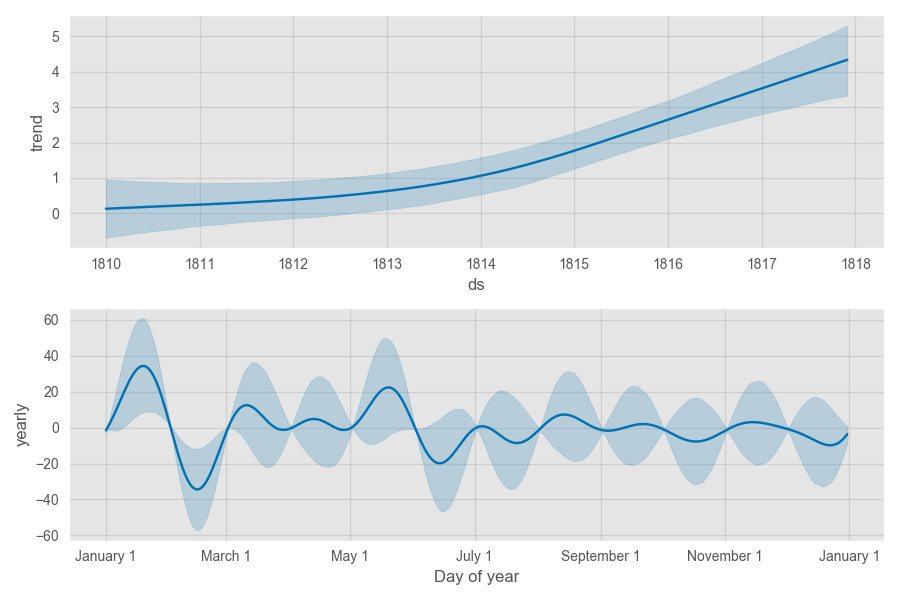 5
4
3
2
1
0
trend
1810 1811 1812 1813 1814 1815 1816 1817 1818
ds
60
40
20
0
−20
−40
−60
yearly
January 1 March 1 May 1 July 1 September 1 November 1 January 1
Day of year